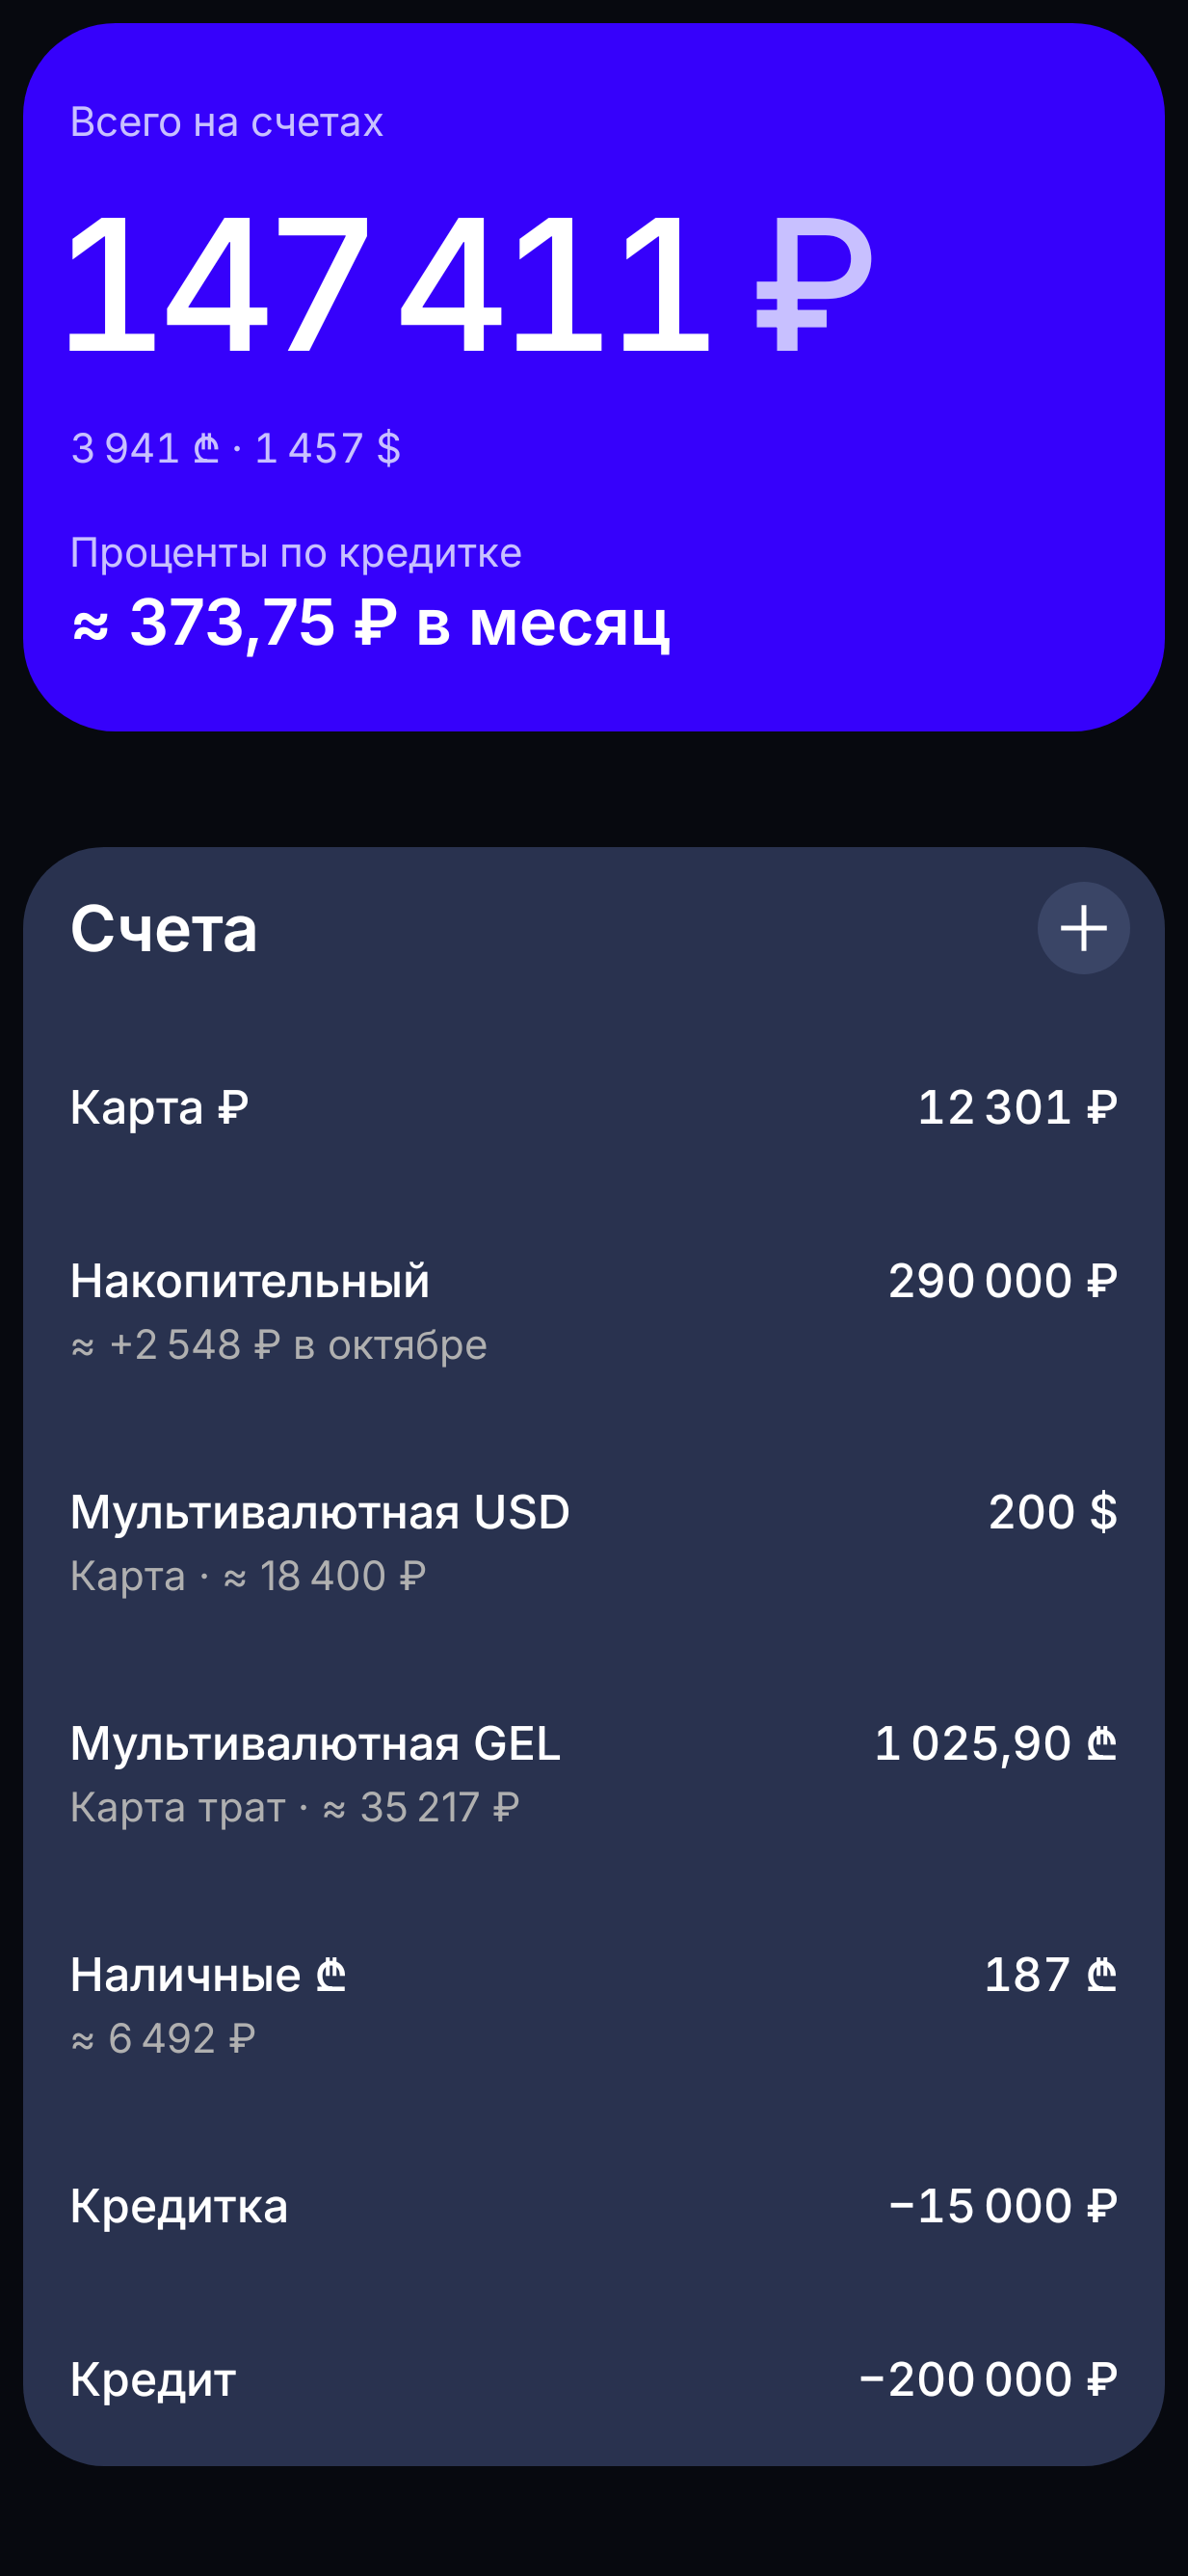 Всего на счетах
147 411 ₽
3 941 ₾ · 1 457 $
Проценты по кредитке
≈ 373,75 ₽ в месяц
Счета
Карта ₽ 12 301 ₽
Накопительный 290 000 ₽
≈ +2 548 ₽ в октябре
Мультивалютная USD 200 $
Карта · ≈ 18 400 ₽
Мультивалютная GEL 1 025,90 ₾
Карта трат · ≈ 35 217 ₽
Наличные ₾ 187 ₾
≈ 6 492 ₽
Кредитка −15 000 ₽
Кредит −200 000 ₽